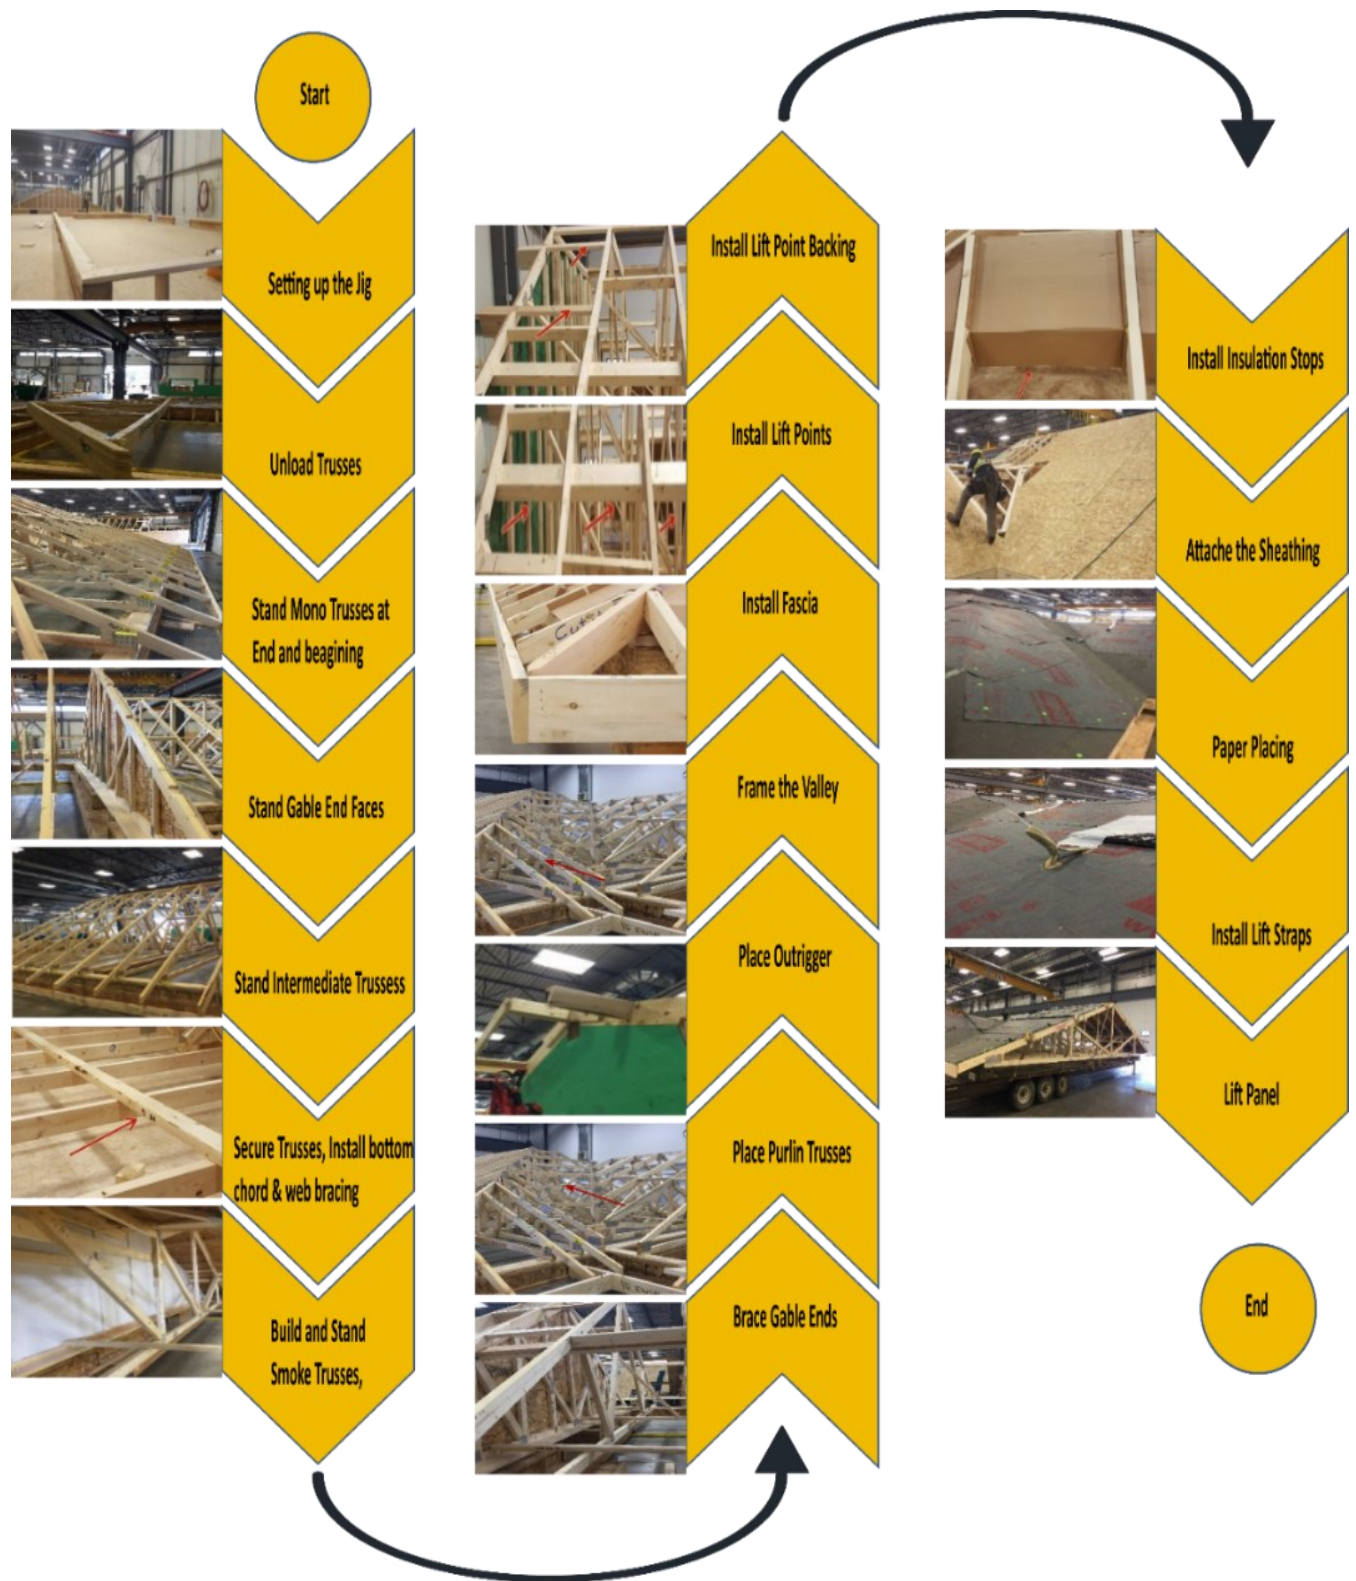 Start
Setting up the Jig
Unload Trusses
Stand Mono Trusses at
End and beagining
Stand Gable End Faces
Stand Intermediate Trussess
Secure Trusses, Install bottom
chord & web bracing
Build and Stand
Smoke Trusses,
Brace Gable Ends
Place Purlin Trusses
Place Outrigger
Frame the Valley
Install Fascia
Install Lift Points
Install Lift Point Backing
Install Insulation Stops
Attache the Sheathing
Paper Placing
Install Lift Straps
Lift Panel
End